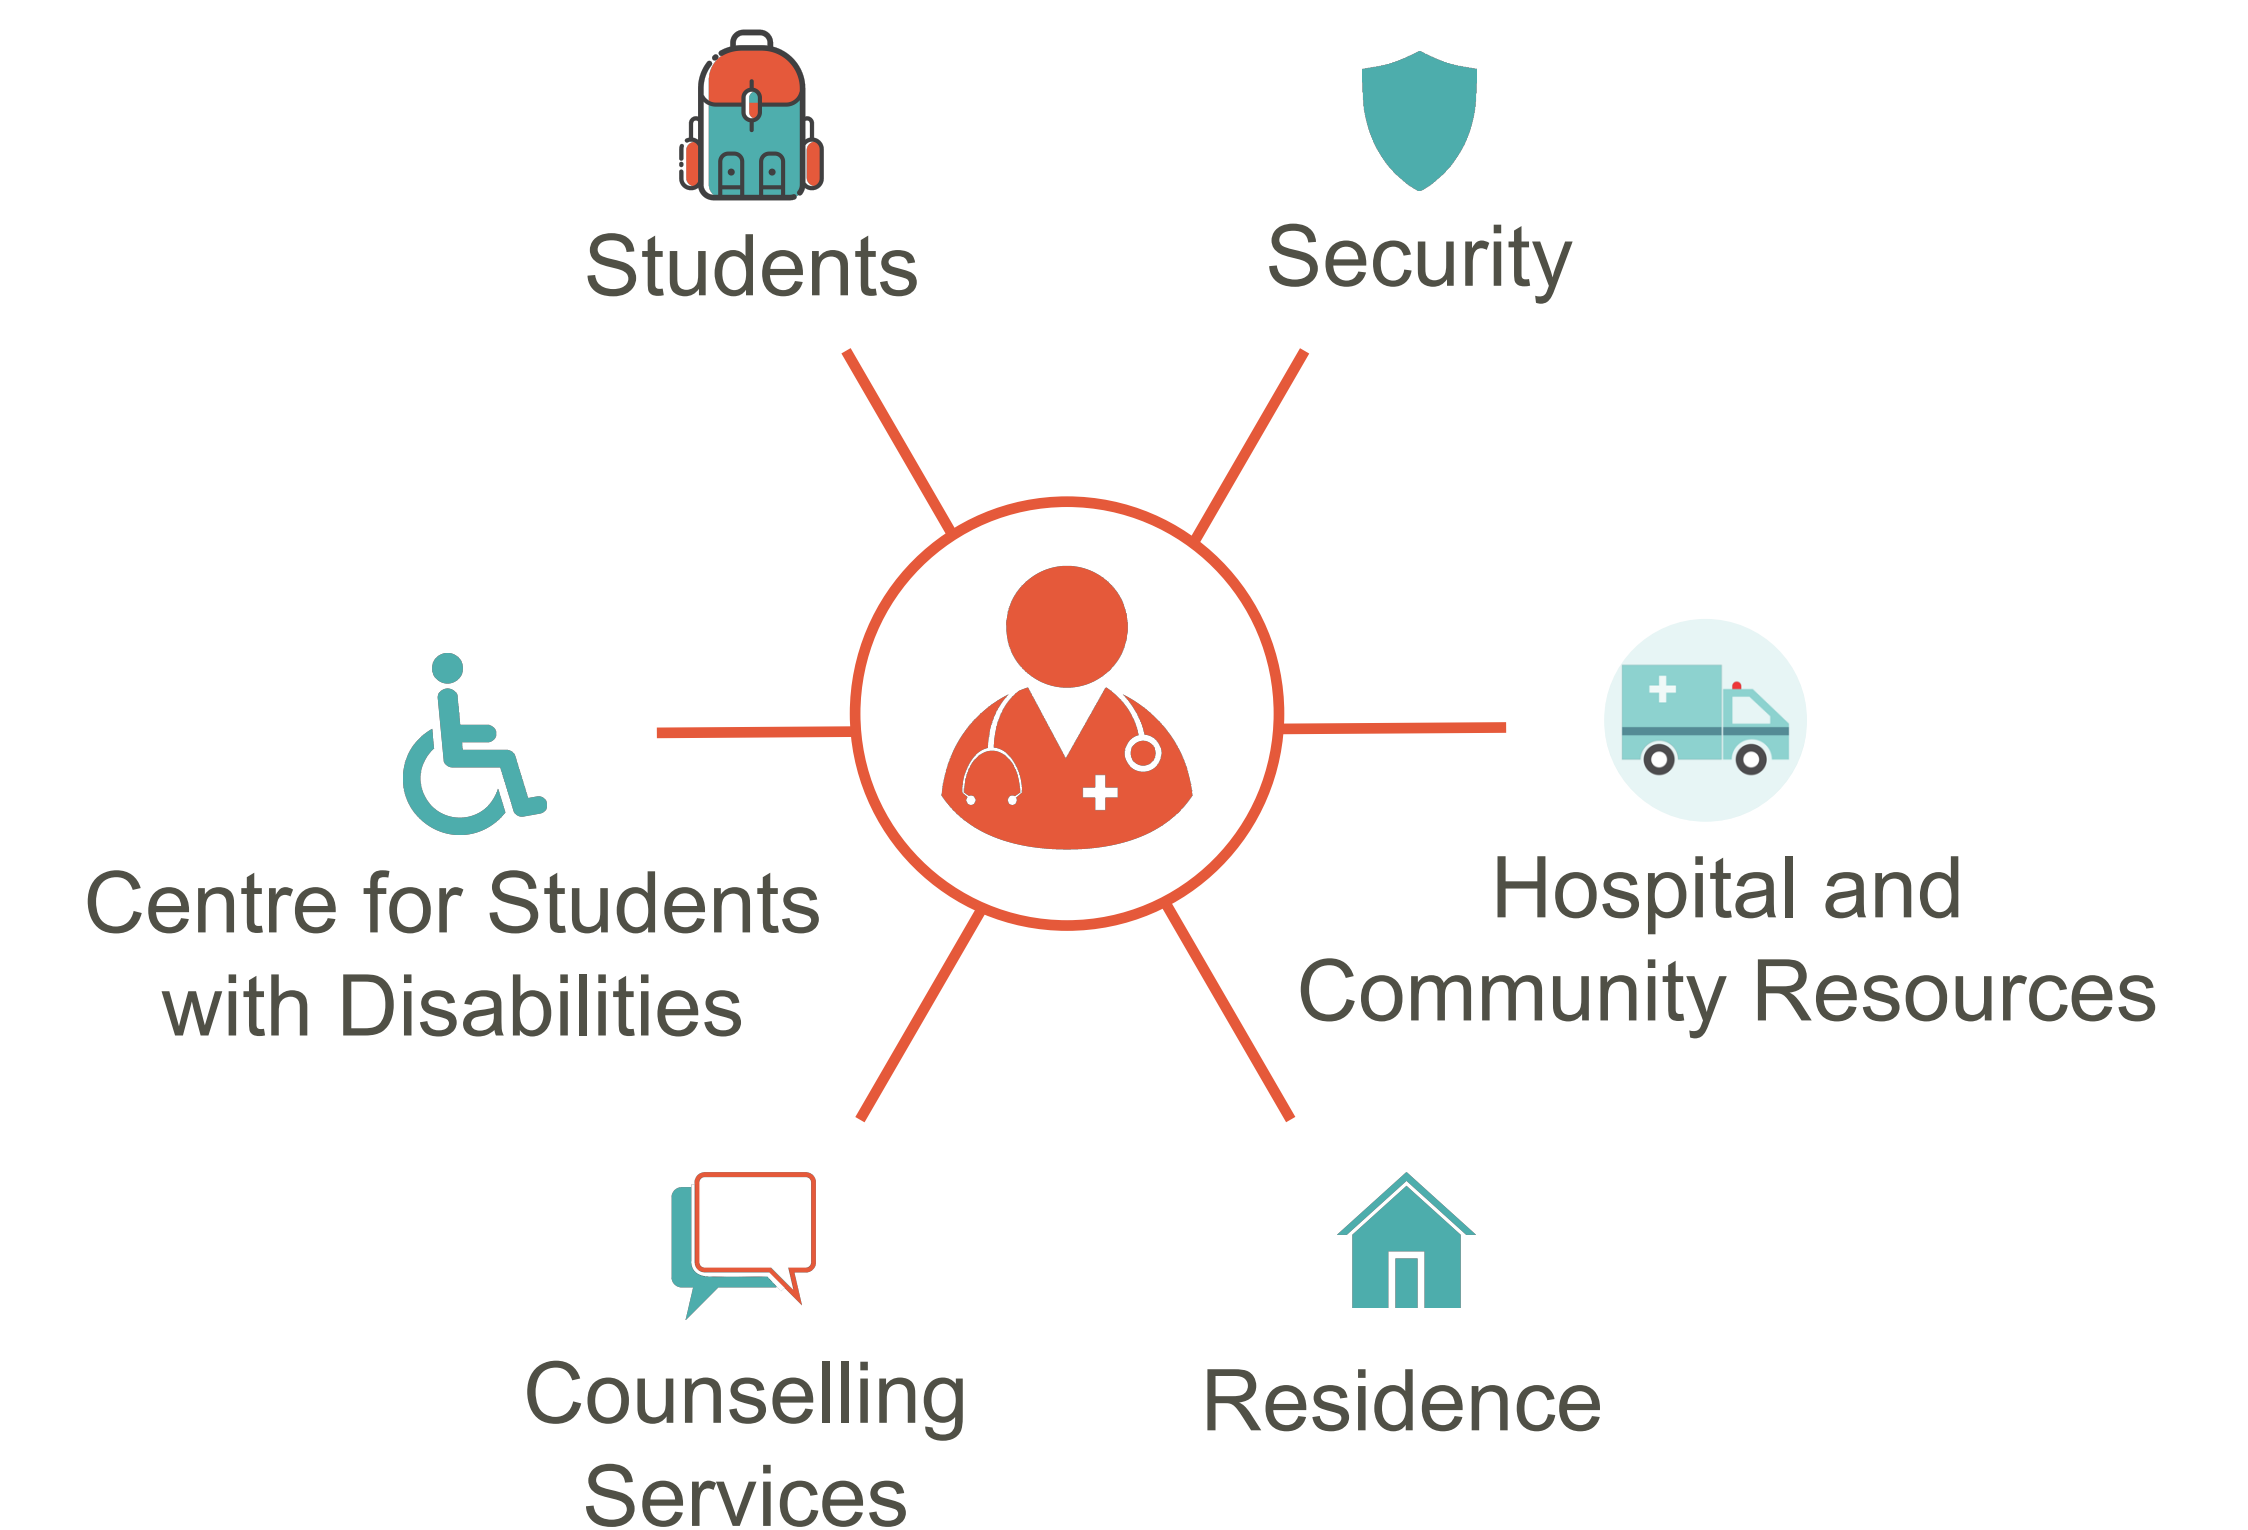 Students
Security
Centre for Students
with Disabilities
Hospital and
Community Resources
Counselling
Services
Residence